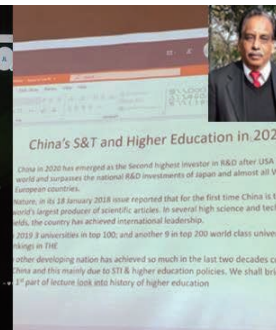 China's S&T and Higher Education in 202
China in 2020 has emerged as the Second highest investor in R&D after USA
world and surpasses the national R&D investments of Japan and almost all W
European countries.
Nature, in its 18 January 2018 issue reported that for the first time China is t
world's largest producer of scientific articles. In several high science and tec
elds, the country has achieved international leadership.
2019 3 universities in top 100; and another 9 in top 200 world class univer
nkings in THE
other developing nation has achieved so much in the last two decades c
China and this mainly due to STI & higher education policies. We shall bri
1st part of lecture look into history of higher education